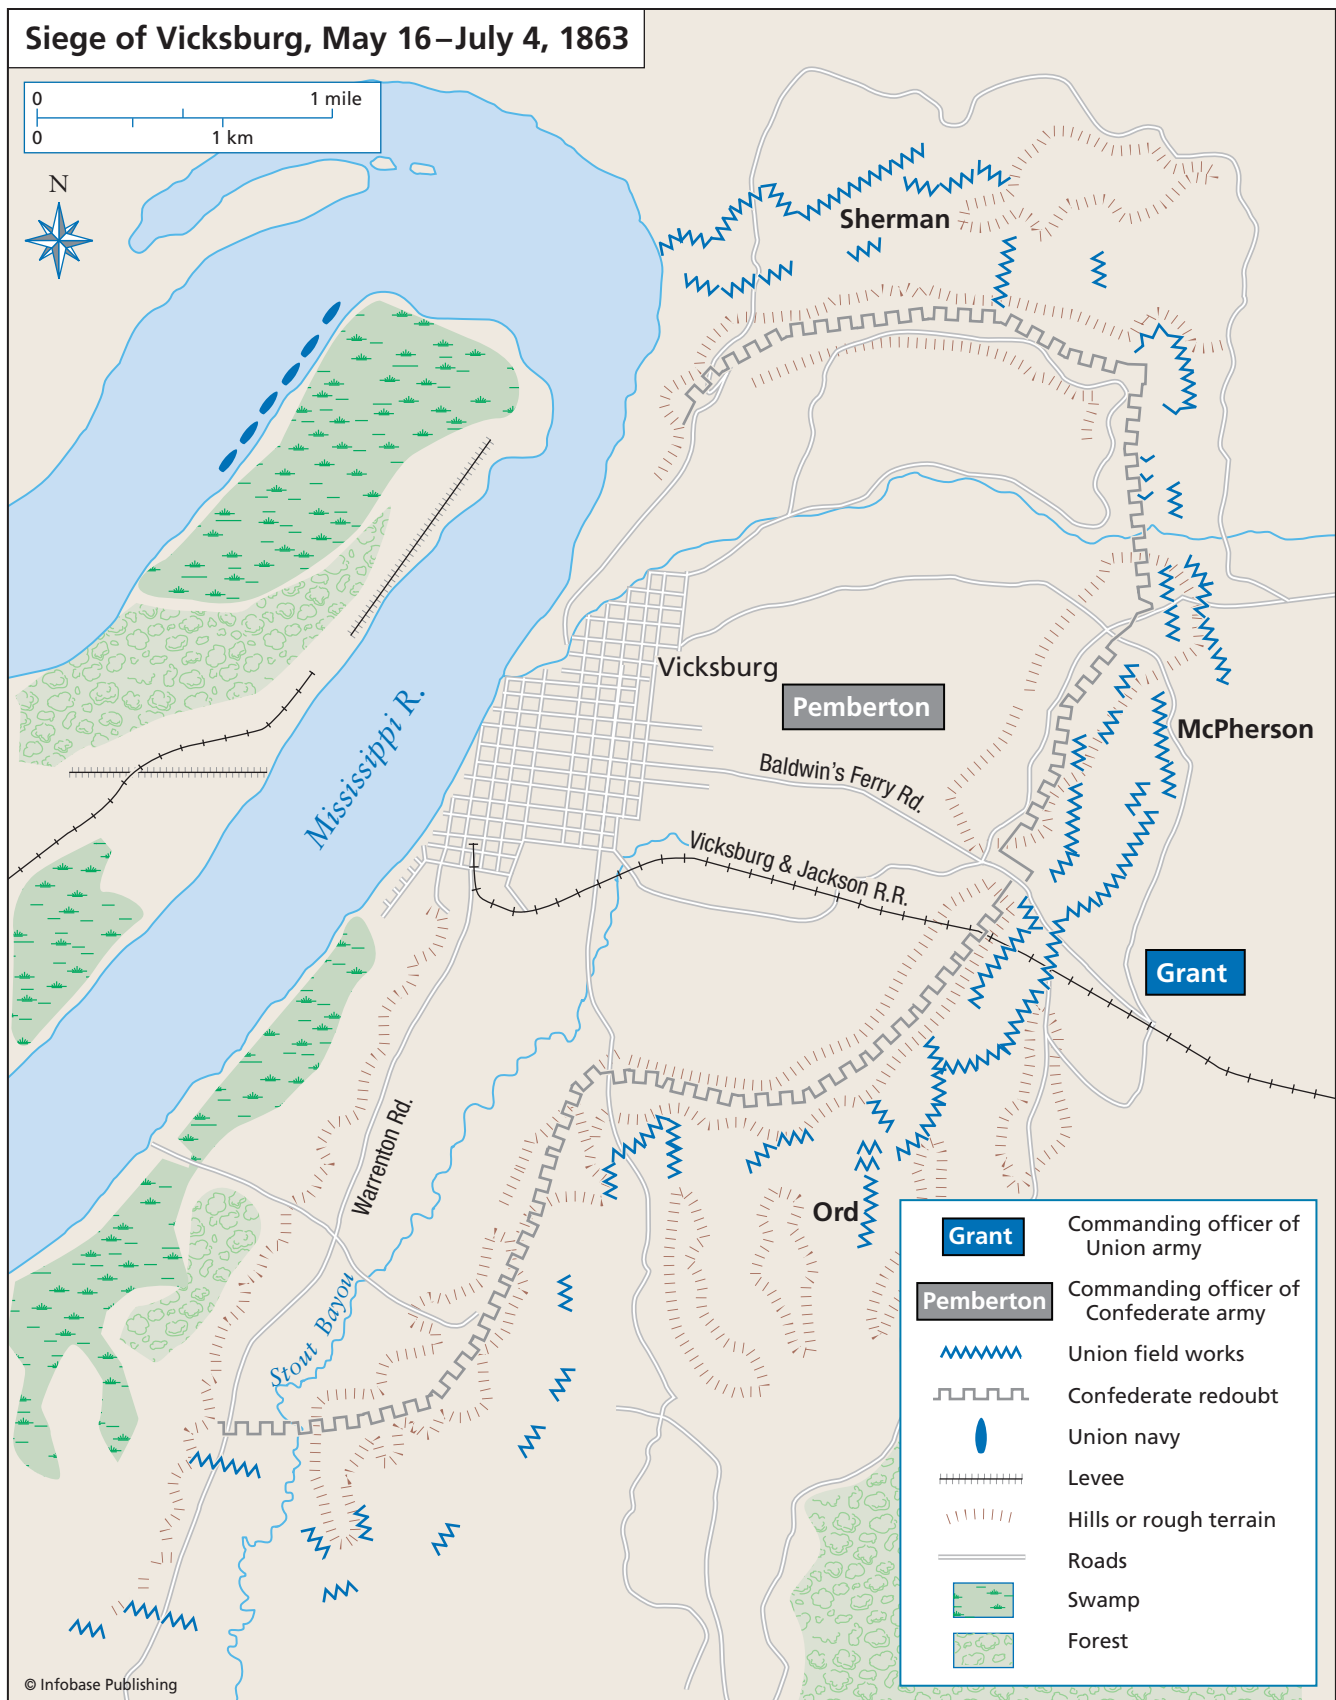 Siege of Vicksburg, May 16–July 4, 1863
0 1 mile
0 1 km
N
Sherman
Vicksburg
Pemberton
McPherson
Mississippi R.
Baldwin's Ferry Rd.
Vicksburg & Jackson R.R.
Grant
Warrenton Rd.
Ord
Stout Bayou
Grant
Commanding officer of
Union army
Pemberton
Commanding officer of
Confederate army
Union field works
Confederate redoubt
Union navy
Levee
Hills or rough terrain
Roads
Swamp
Forest
© Infobase Publishing